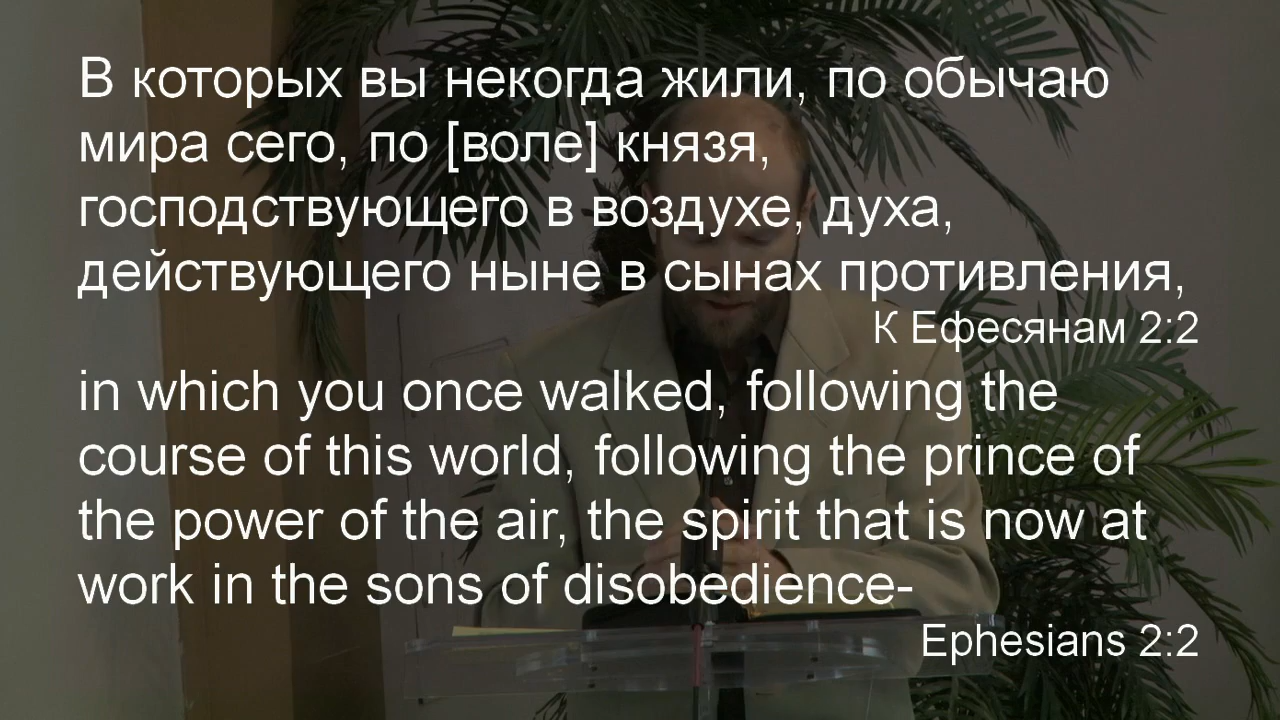 В которых вы некогда жили, по обычаю
мира сего, по [воле] князя,
господствующего в воздухе, духа,
действующего ныне в сынах противления,
К Ефесянам 2:2
in which you once walked, following the
course of this world, following the prince of
the power of the air, the spirit that is now at
work in the sons of disobedience-
Ephesians 2:2